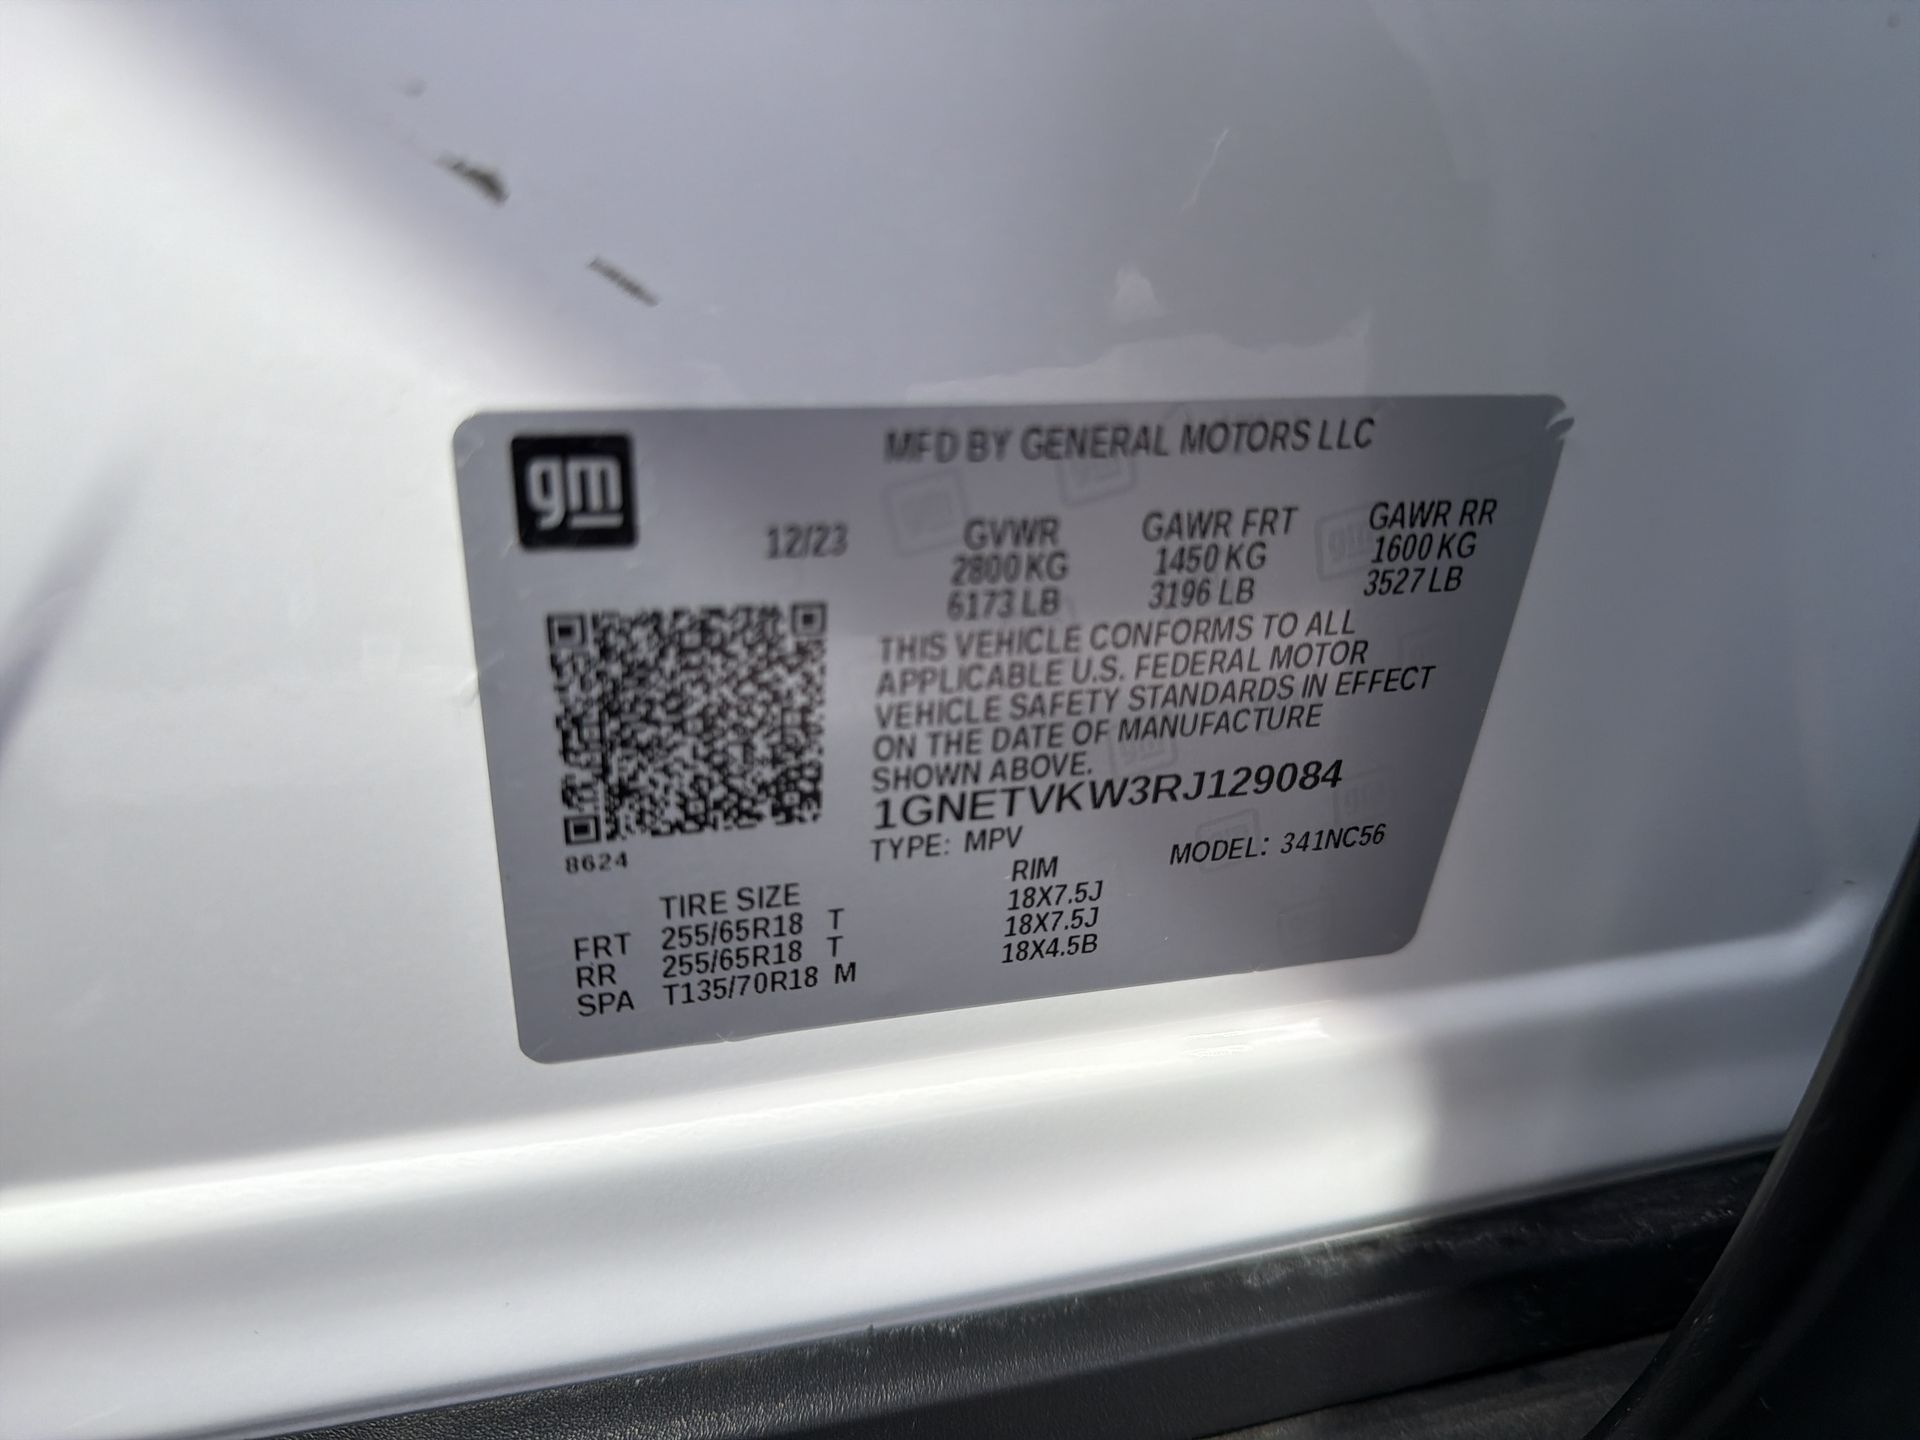 gm
MFD BY GENERAL MOTORS LLC
12/23
GVWR GAWR FRT GAWR RR
2800 KG 1450 KG 1600 KG
6173 LB 3196 LB 3527 LB
THIS VEHICLE CONFORMS TO ALL
APPLICABLE U.S. FEDERAL MOTOR
VEHICLE SAFETY STANDARDS IN EFFECT
ON THE DATE OF MANUFACTURE
SHOWN ABOVE.
1GNETVKW3RJ129084
TYPE: MPV MODEL: 341NC56
8624
TIRE SIZE RIM
FRT 255/65R18 T 18X7.5J
RR 255/65R18 T 18X7.5J
SPA T135/70R18 M 18X4.5B